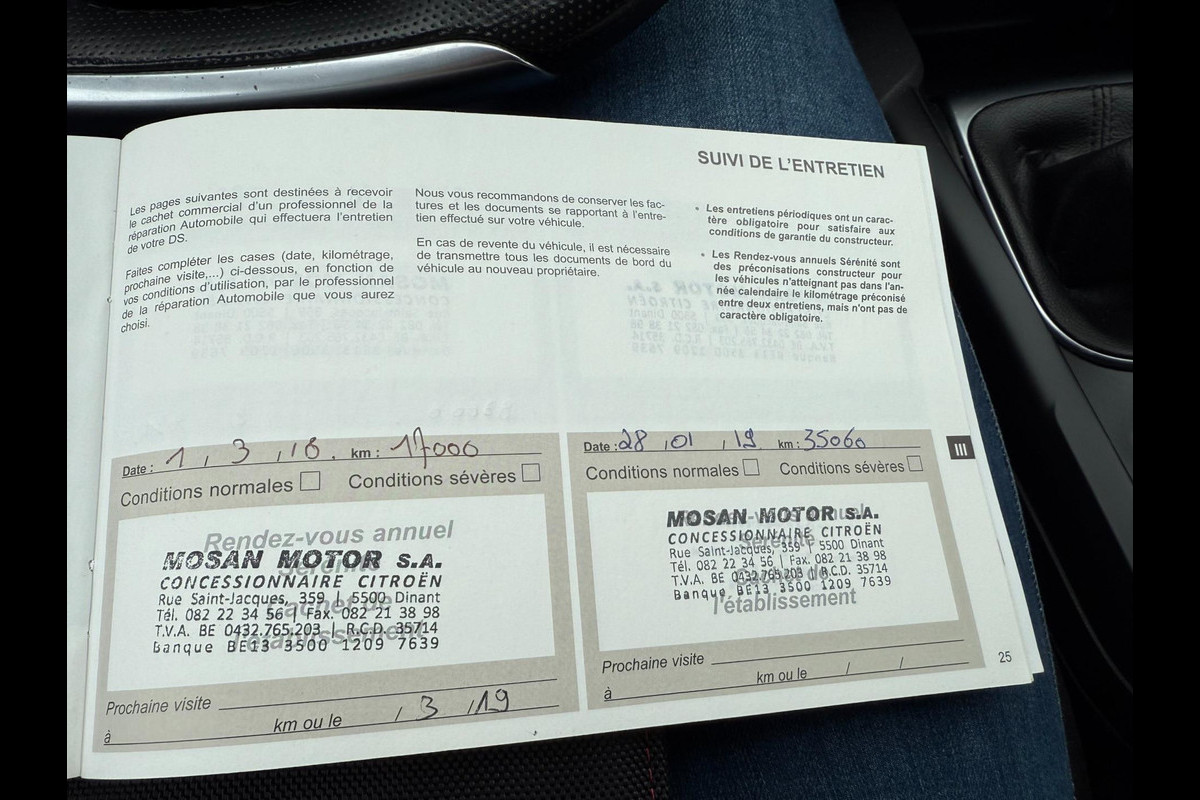 SUIVI DE L'ENTRETIEN
Les pages suivantes sont destinées à recevoir
le cachet commercial d'un professionnel de la
réparation Automobile qui effectuera l'entretien
de votre DS.
Faites compléter les cases (date, kilométrage,
prochaine visite,...) ci-dessous, en fonction de
vos conditions d'utilisation, par le professionnel
de la réparation Automobile que vous aurez
choisi.
Nous vous recommandons de conserver les fac-
tures et les documents se rapportant à l'entre-
tien effectué sur votre véhicule.
En cas de revente du véhicule, il est nécessaire
de transmettre tous les documents de bord du
véhicule au nouveau propriétaire.
• Les entretiens périodiques ont un carac-
tère obligatoire pour satisfaire aux
conditions de garantie du constructeur.
• Les Rendez-vous annuels Sérénité sont
des préconisations constructeur pour
les véhicules n'atteignant pas dans l'an-
née calendaire le kilométrage préconisé
entre deux entretiens, mais n'ont pas de
caractère obligatoire.
Date : 1 , 3 , 18 . km : 17000
Conditions normales Conditions sévères
Rendez-vous annuel
Sérénité
Cachet de
l'établissement
MOSAN MOTOR S.A.
CONCESSIONNAIRE CITROËN
Rue Saint-Jacques, 359 | 5500 Dinant
Tél. 082 22 34 56 | Fax. 082 21 38 98
T.V.A. BE 0432.765.203 | R.C.D. 35714
Banque BE13 3500 1209 7639
Prochaine visite
à km ou le / 3 / 19
Date : 28 , 01 , 19 km : 35060
Conditions normales Conditions sévères
Rendez-vous annuel
Sérénité
Cachet de
l'établissement
MOSAN MOTOR S.A.
CONCESSIONNAIRE CITROËN
Rue Saint-Jacques, 359 | 5500 Dinant
Tél. 082 22 34 56 | Fax. 082 21 38 98
T.V.A. BE 0432.765.203 | R.C.D. 35714
Banque BE13 3500 1209 7639
Prochaine visite
à km ou le / /
III
25